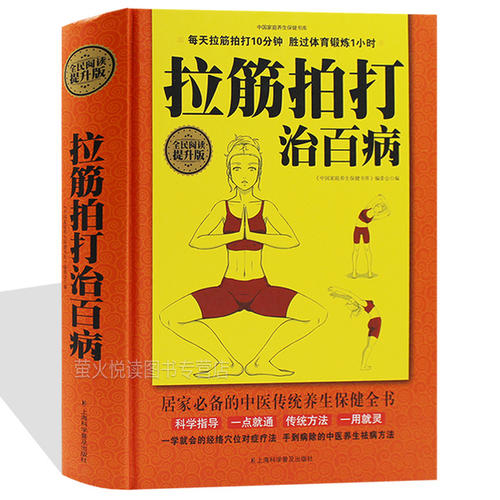 全民阅读
提升版
拉筋拍打治百病
上海科学普及出版社
中国家庭养生保健书库
每天拉筋拍打10分钟 胜过体育锻炼1小时
拉筋拍打
治百病
全民阅读
提升版
《中国家庭养生保健书库》编委会◎编
居家必备的中医传统养生保健全书
科学指导 一点就通 传统方法 一用就灵
一学就会的经络穴位对症疗法 手到病除的中医养生祛病方法
上海科学普及出版社
萤火悦读图书专营店